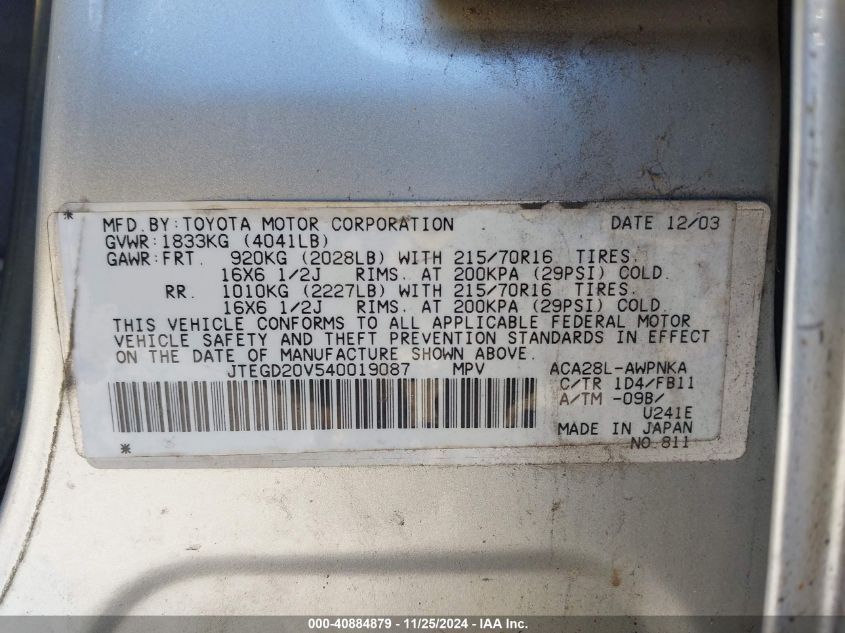 MFD.BY:TOYOTA MOTOR CORPORATION DATE 12/03
GVWR:1833KG (4041LB)
GAWR:FRT. 920KG (2028LB) WITH 215/70R16 TIRES.
16X6 1/2J RIMS. AT 200KPA (29PSI) COLD.
RR. 1010KG (2227LB) WITH 215/70R16 TIRES.
16X6 1/2J RIMS. AT 200KPA (29PSI) COLD.
THIS VEHICLE CONFORMS TO ALL APPLICABLE FEDERAL MOTOR
VEHICLE SAFETY AND THEFT PREVENTION STANDARDS IN EFFECT
ON THE DATE OF MANUFACTURE SHOWN ABOVE.
JTEGD20V540019087 MPV ACA28L-AWPNKA
C/TR 1D4/FB11
A/TM -09B/
U241E
MADE IN JAPAN
NO.811
000-40884879 - 11/25/2024 - IAA Inc.